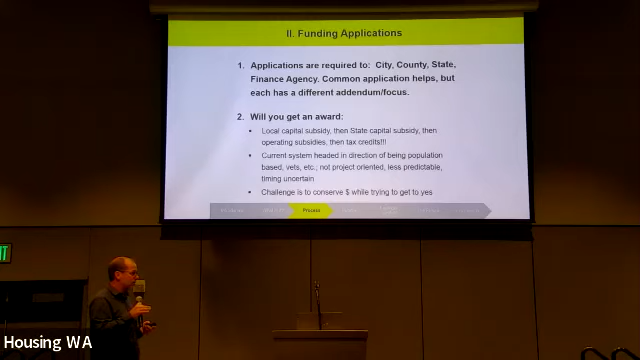 II. Funding Applications
1. Applications are required to: City, County, State,
Finance Agency. Common application helps, but
each has a different addendum/focus.
2. Will you get an award:
• Local capital subsidy, then State capital subsidy, then
operating subsidies, then tax credits!!!
• Current system headed in direction of being population
based, vets, etc., not project oriented, less predictable,
timing uncertain
• Challenge is to conserve $ while trying to get to yes
Process
Housing WA